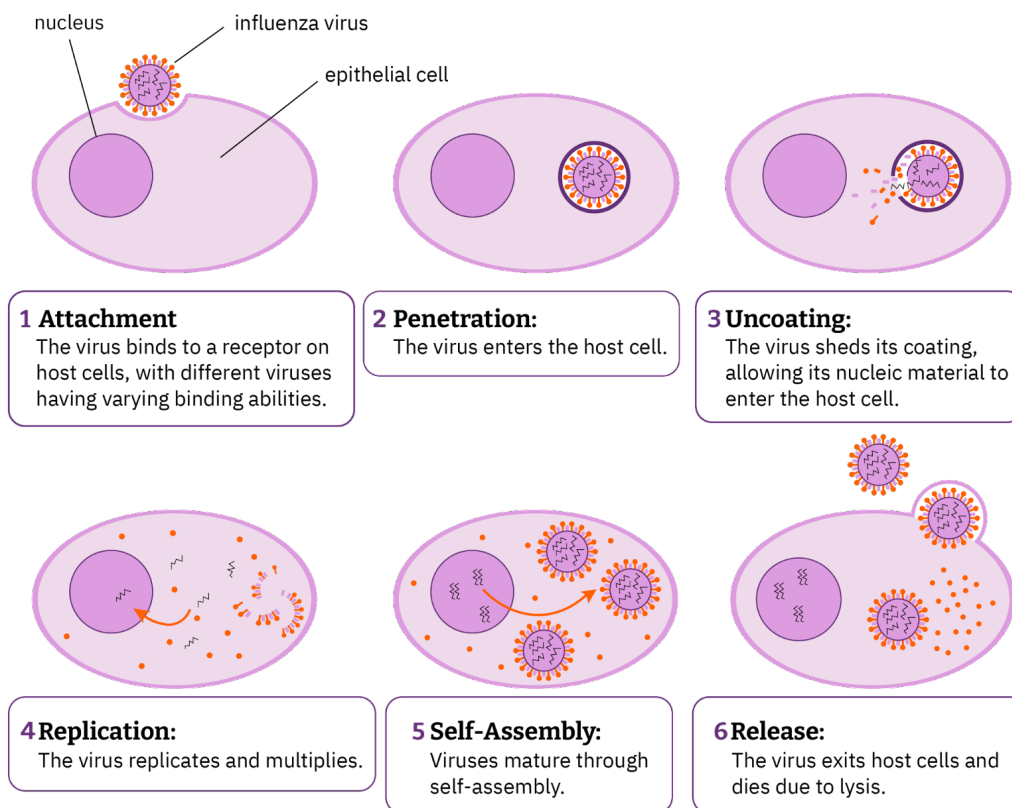 nucleus
influenza virus
epithelial cell
1 Attachment
The virus binds to a receptor on
host cells, with different viruses
having varying binding abilities.
2 Penetration:
The virus enters the host cell.
3 Uncoating:
The virus sheds its coating,
allowing its nucleic material to
enter the host cell.
4 Replication:
The virus replicates and multiplies.
5 Self-Assembly:
Viruses mature through
self-assembly.
6 Release:
The virus exits host cells and
dies due to lysis.